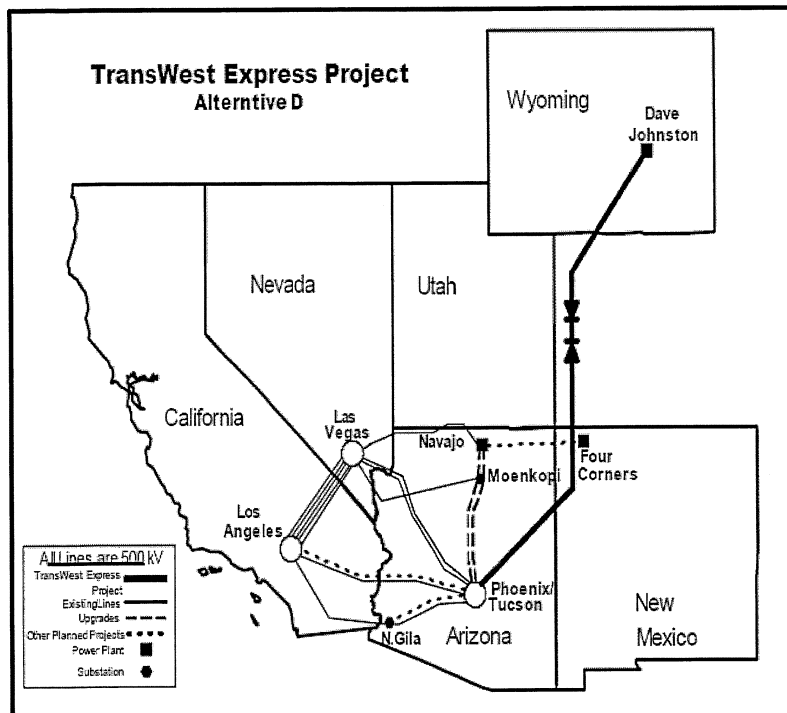 TransWest Express Project
Alterntive D
Wyoming
Dave
Johnston
Nevada
Utah
California
Las
Vegas
Navajo
Four
Corners
Moenkopi
Los
Angeles
Phoenix/
Tucson
N.Gila
Arizona
New
Mexico
All Lines are 500 kV
TransWest Express
Project
ExistingLines
Upgrades
Other Planned Projects
Power Plant
Substation